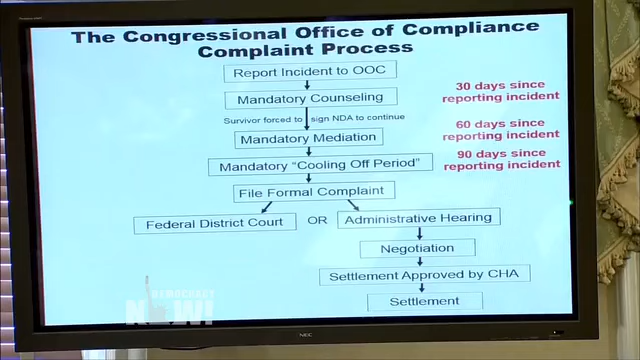 The Congressional Office of Compliance
Complaint Process
Report Incident to OOC
Mandatory Counseling
30 days since
reporting incident
Survivor forced to sign NDA to continue
Mandatory Mediation
60 days since
reporting incident
Mandatory "Cooling Off Period"
90 days since
reporting incident
File Formal Complaint
Federal District Court
OR
Administrative Hearing
Negotiation
Settlement Approved by CHA
Settlement
DEMOCRACY
NOW!
NEC